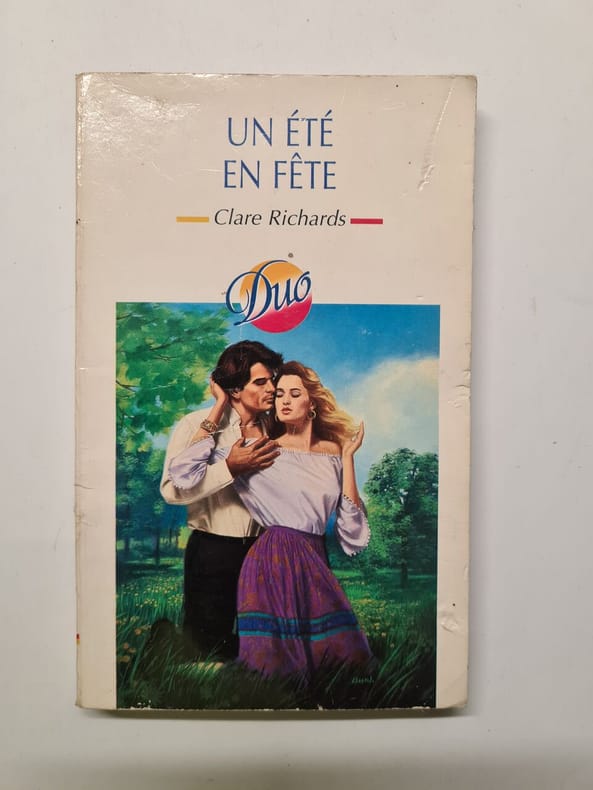 UN ÉTÉ
EN FÊTE
Clare Richards
Duo